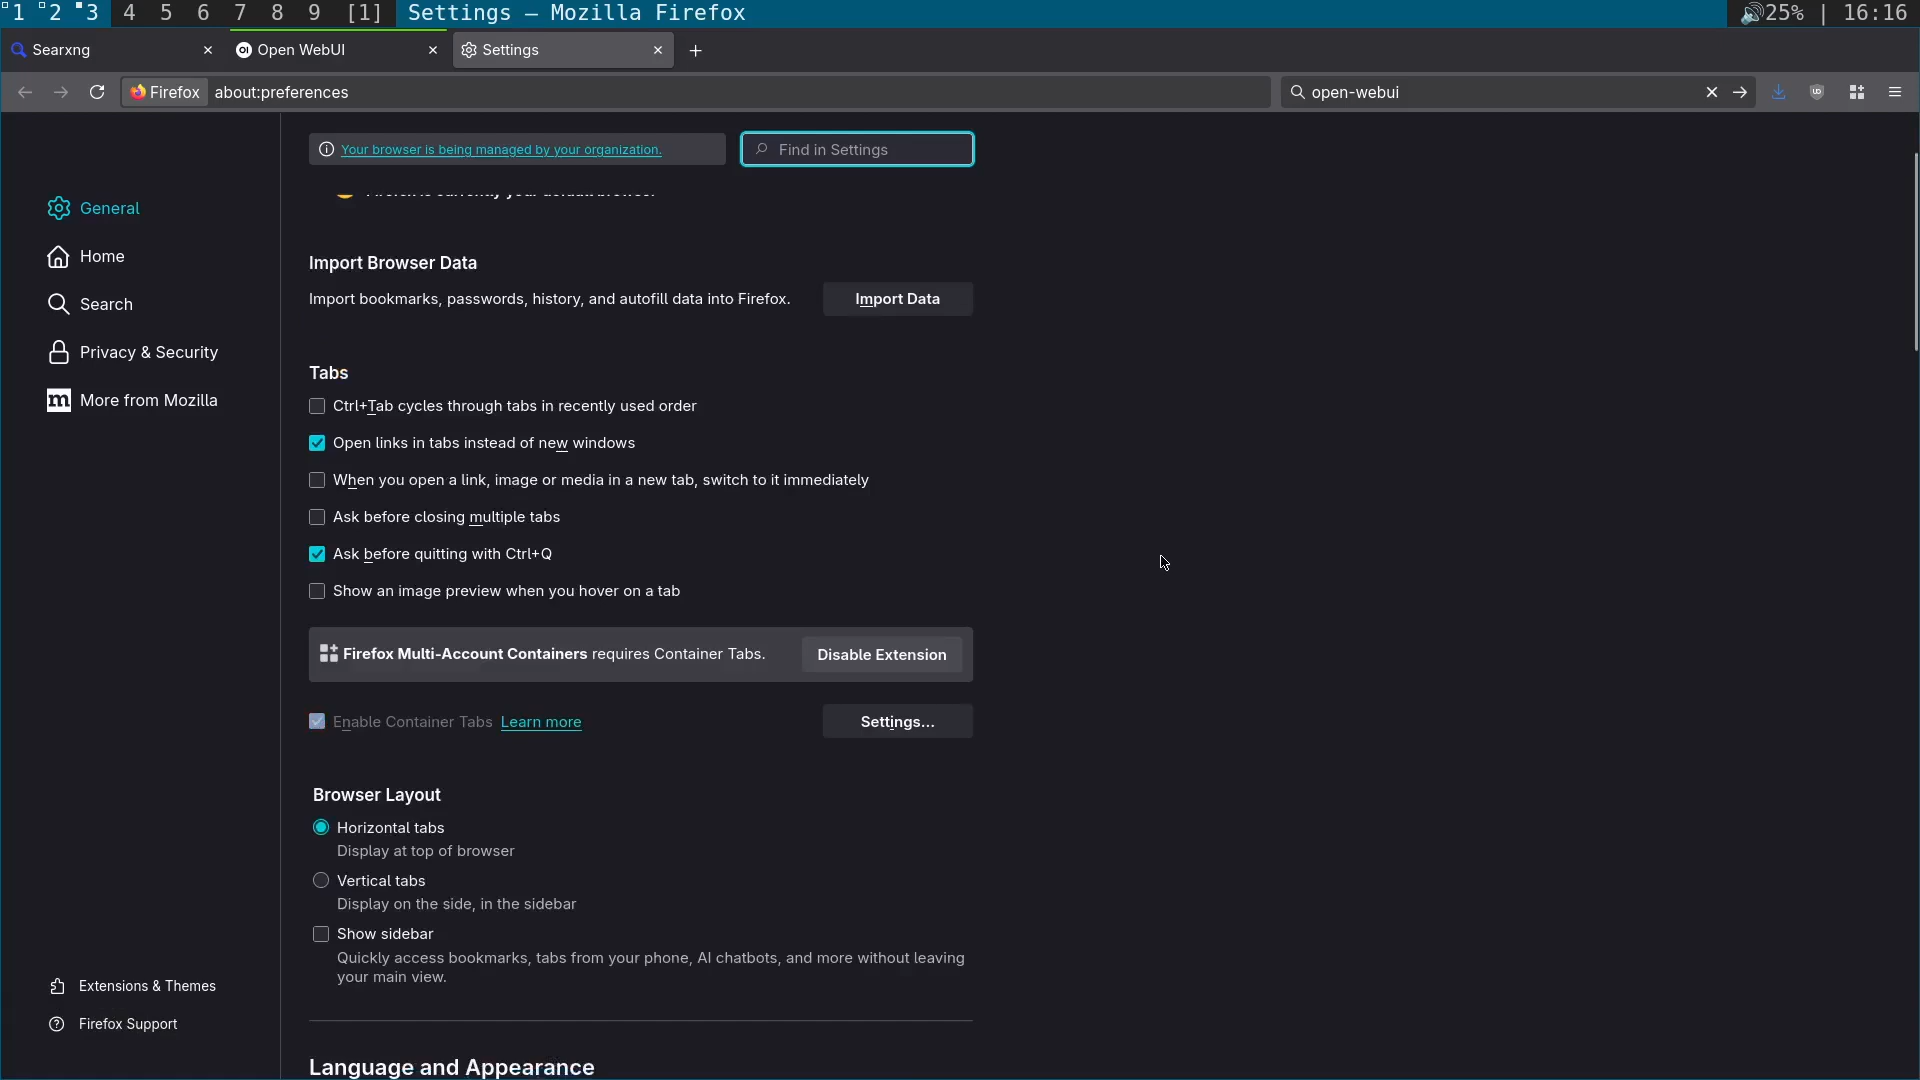 1 2 3 4 5 6 7 8 9 [1] Settings — Mozilla Firefox 25% | 16:16
Searxng Open WebUI Settings
Firefox about:preferences open-webui
Your browser is being managed by your organization. Find in Settings
Firefox is currently your default browser
General
Home
Search
Privacy & Security
More from Mozilla
Extensions & Themes
Firefox Support
Import Browser Data
Import bookmarks, passwords, history, and autofill data into Firefox. Import Data
Tabs
Ctrl+Tab cycles through tabs in recently used order
Open links in tabs instead of new windows
When you open a link, image or media in a new tab, switch to it immediately
Ask before closing multiple tabs
Ask before quitting with Ctrl+Q
Show an image preview when you hover on a tab
Firefox Multi-Account Containers requires Container Tabs. Disable Extension
Enable Container Tabs Learn more Settings…
Browser Layout
Horizontal tabs
Display at top of browser
Vertical tabs
Display on the side, in the sidebar
Show sidebar
Quickly access bookmarks, tabs from your phone, AI chatbots, and more without leaving
your main view.
Language and Appearance